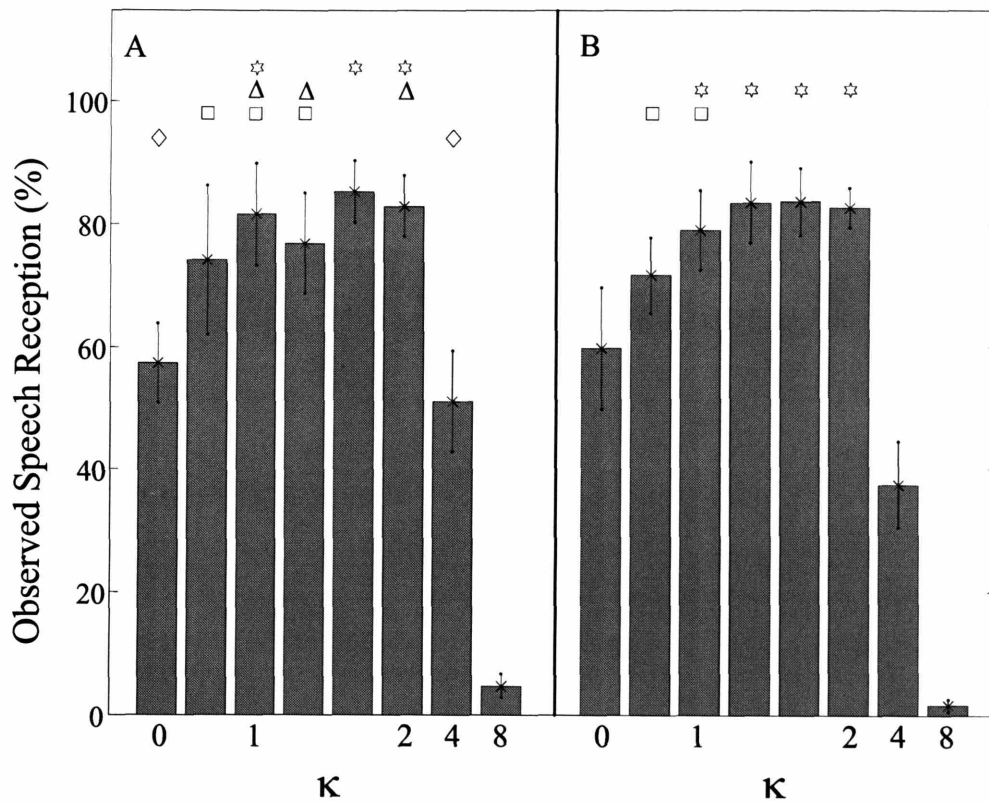 A
B
Observed Speech Reception (%)
100
80
60
40
20
0
Δ Δ Δ
0 1 2 4 8
0 1 2 4 8
κ
κ